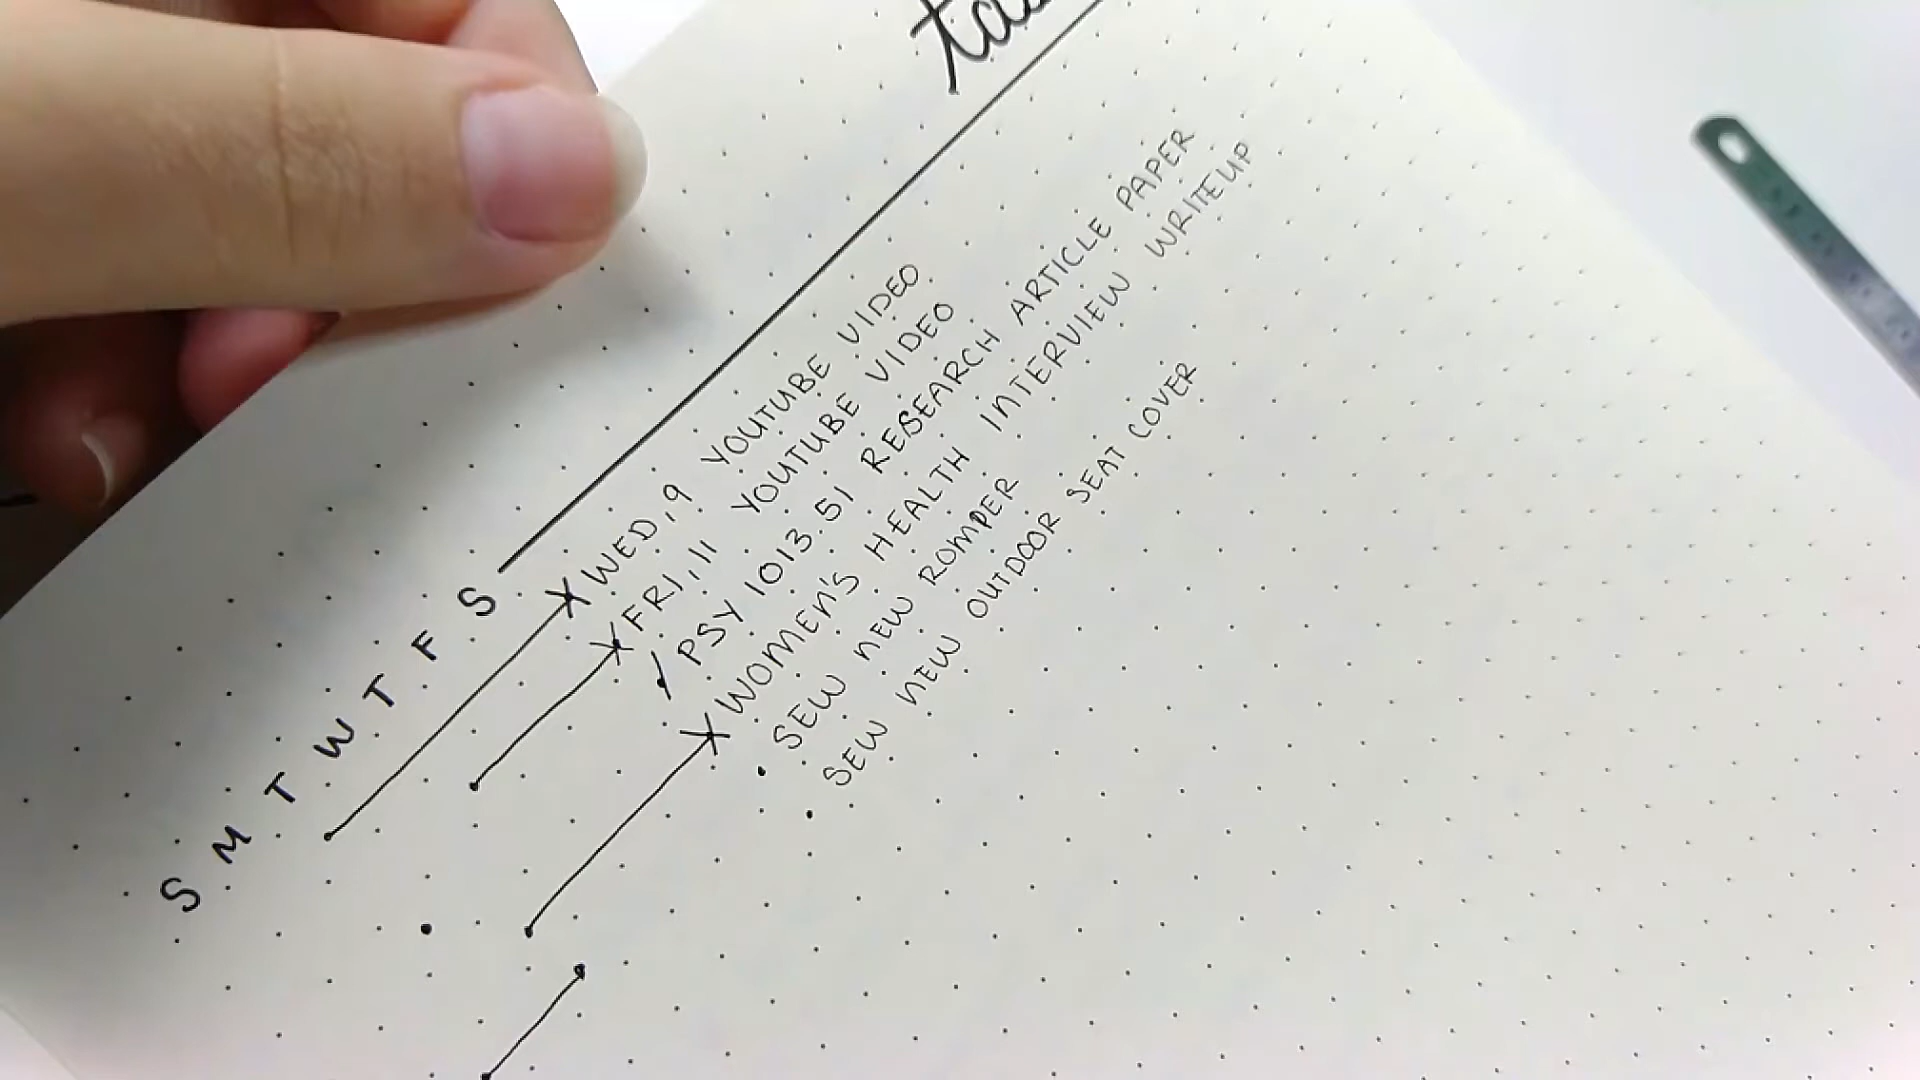 S M T W T F S
X WED, 9 YOUTUBE VIDEO
X FRI, 11 YOUTUBE VIDEO
/ PSY 1013.51 RESEARCH ARTICLE PAPER
X WOMEN'S HEALTH INTERVIEW WRITEUP
• SEW NEW ROMPER
• SEW NEW OUTDOOR SEAT COVER